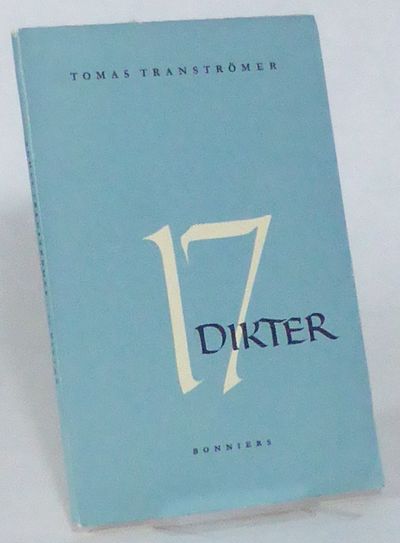 TOMAS TRANSTRÖMER
17
DIKTER
BONNIERS